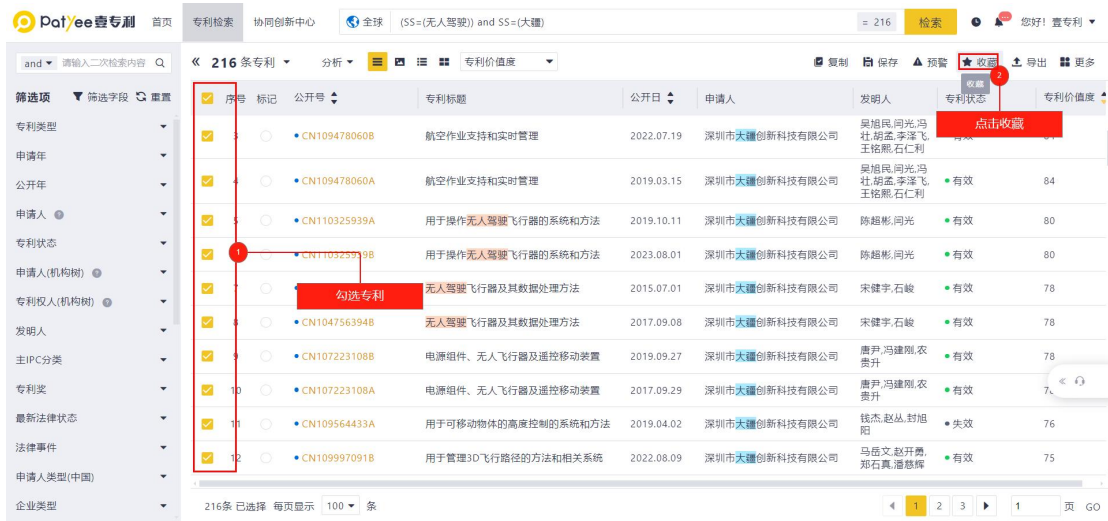 Patyee壹专利 首页 专利检索 协同创新中心 全球 (SS=(无人驾驶)) and SS=(大疆) = 216 检索 您好！壹专利
and 请输入二次检索内容
216 条专利 分析 专利价值度 复制 保存 预警 收藏 导出 更多
收藏
2
点击收藏
筛选项 筛选字段 重置
专利类型
申请年
公开年
申请人
专利状态
申请人(机构树)
专利权人(机构树)
发明人
主IPC分类
专利奖
最新法律状态
法律事件
申请人类型(中国)
企业类型
序号 标记 公开号 专利标题 公开日 申请人 发明人 专利状态 专利价值度
3 CN109478060B 航空作业支持和实时管理 2022.07.19 深圳市大疆创新科技有限公司 吴旭民,闫光,冯
壮,胡孟,李泽飞,
王铭熙,石仁利
4 CN109478060A 航空作业支持和实时管理 2019.03.15 深圳市大疆创新科技有限公司 吴旭民,闫光,冯
壮,胡孟,李泽飞, 有效 84
王铭熙,石仁利
5 CN110325939A 用于操作无人驾驶飞行器的系统和方法 2019.10.11 深圳市大疆创新科技有限公司 陈超彬,闫光 有效 80
CN110325939B 用于操作无人驾驶飞行器的系统和方法 2023.08.01 深圳市大疆创新科技有限公司 陈超彬,闫光 有效 80
1
勾选专利
7 无人驾驶飞行器及其数据处理方法 2015.07.01 深圳市大疆创新科技有限公司 宋健宇,石峻 有效 78
8 CN104756394B 无人驾驶飞行器及其数据处理方法 2017.09.08 深圳市大疆创新科技有限公司 宋健宇,石峻 有效 78
9 CN107223108B 电源组件、无人飞行器及遥控移动装置 2019.09.27 深圳市大疆创新科技有限公司 唐尹,冯建刚,农
贵升 有效 78
10 CN107223108A 电源组件、无人飞行器及遥控移动装置 2017.09.29 深圳市大疆创新科技有限公司 唐尹,冯建刚,农
贵升 有效
11 CN109564433A 用于可移动物体的高度控制的系统和方法 2019.04.02 深圳市大疆创新科技有限公司 钱杰,赵丛,封旭
阳 失效 76
12 CN109997091B 用于管理3D飞行路径的方法和相关系统 2022.08.09 深圳市大疆创新科技有限公司 马岳文,赵开勇,
郑石真,潘慈辉 有效 75
216条 已选择 每页显示 100 条 1 2 3 1 页 GO